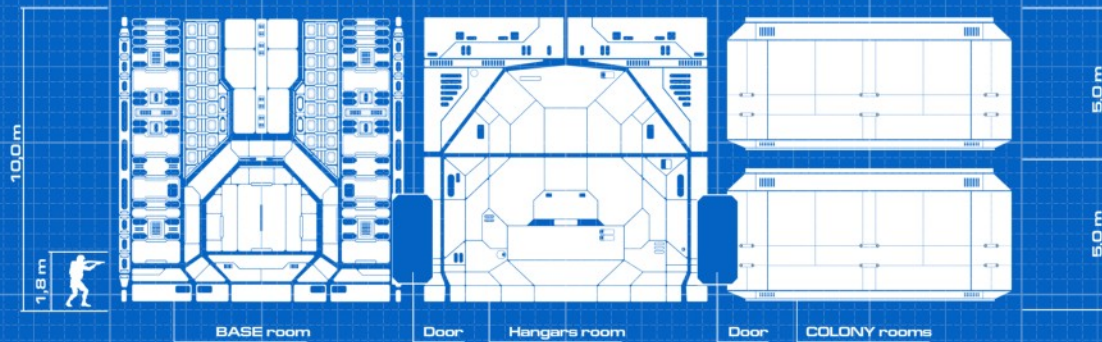 10,0 m
1,8 m
5,0 m
5,0 m
BASE room
Door
Hangars room
Door
COLONY rooms